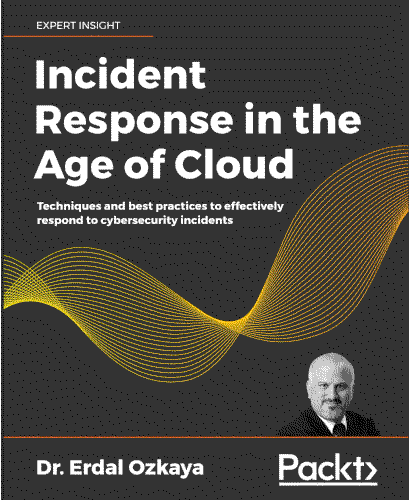 EXPERT INSIGHT
Incident
Response in the
Age of Cloud
Techniques and best practices to effectively
respond to cybersecurity incidents
Dr. Erdal Ozkaya
Packt>